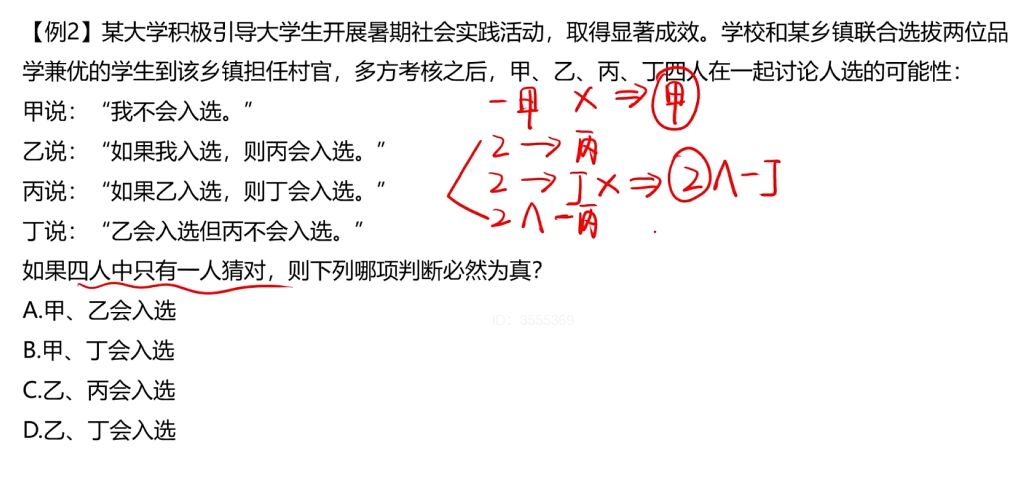 【例2】某大学积极引导大学生开展暑期社会实践活动，取得显著成效。学校和某乡镇联合选拔两位品
学兼优的学生到该乡镇担任村官，多方考核之后，甲、乙、丙、丁四人在一起讨论人选的可能性：
甲说：“我不会入选。”
－甲 × ⇒ 甲
乙说：“如果我入选，则丙会入选。”
乙 → 丙
丙说：“如果乙入选，则丁会入选。”
乙 → 丁 × ⇒ 乙 ∧ －丁
丁说：“乙会入选但丙不会入选。”
乙 ∧ －丙
如果四人中只有一人猜对，则下列哪项判断必然为真？
A.甲、乙会入选
ID：3555369
B.甲、丁会入选
C.乙、丙会入选
D.乙、丁会入选